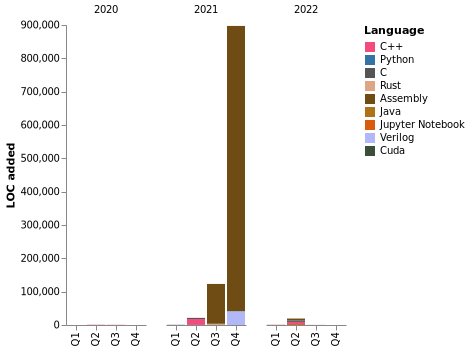 2020 2021 2022
LOC added
900,000
800,000
700,000
600,000
500,000
400,000
300,000
200,000
100,000
0
Q1 Q2 Q3 Q4 Q1 Q2 Q3 Q4 Q1 Q2 Q3 Q4
Language
C++
Python
C
Rust
Assembly
Java
Jupyter Notebook
Verilog
Cuda